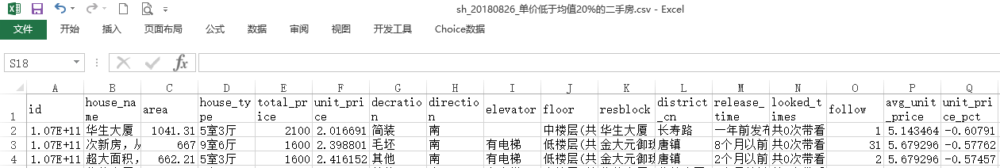 sh_20180826_单价低于均值20%的二手房.csv - Excel
文件 开始 插入 页面布局 公式 数据 审阅 视图 开发工具 Choice数据
S18 fx
A B C D E F G H I J K L M N O P Q
1 id house_name area house_type total_price unit_price decration direction elevator floor resblock district_cn release_time looked_times follow avg_unit_price unit_price_pct
2 1.07E+11 华生大厦 1041.31 5室3厅 2100 2.016691 简装 南 中楼层(共 华生大厦 长寿路 一年前发布 共0次带看 1 5.143464 -0.60791
3 1.07E+11 次新房，从 667 9室6厅 1600 2.398801 毛坯 南 有电梯 低楼层(共 金大元御 唐镇 8个月以前 共0次带看 31 5.679296 -0.57762
4 1.07E+11 超大面积， 662.21 5室3厅 1600 2.416152 其他 南 有电梯 低楼层(共 金大元御 唐镇 2个月以前 共0次带看 2 5.679296 -0.57457